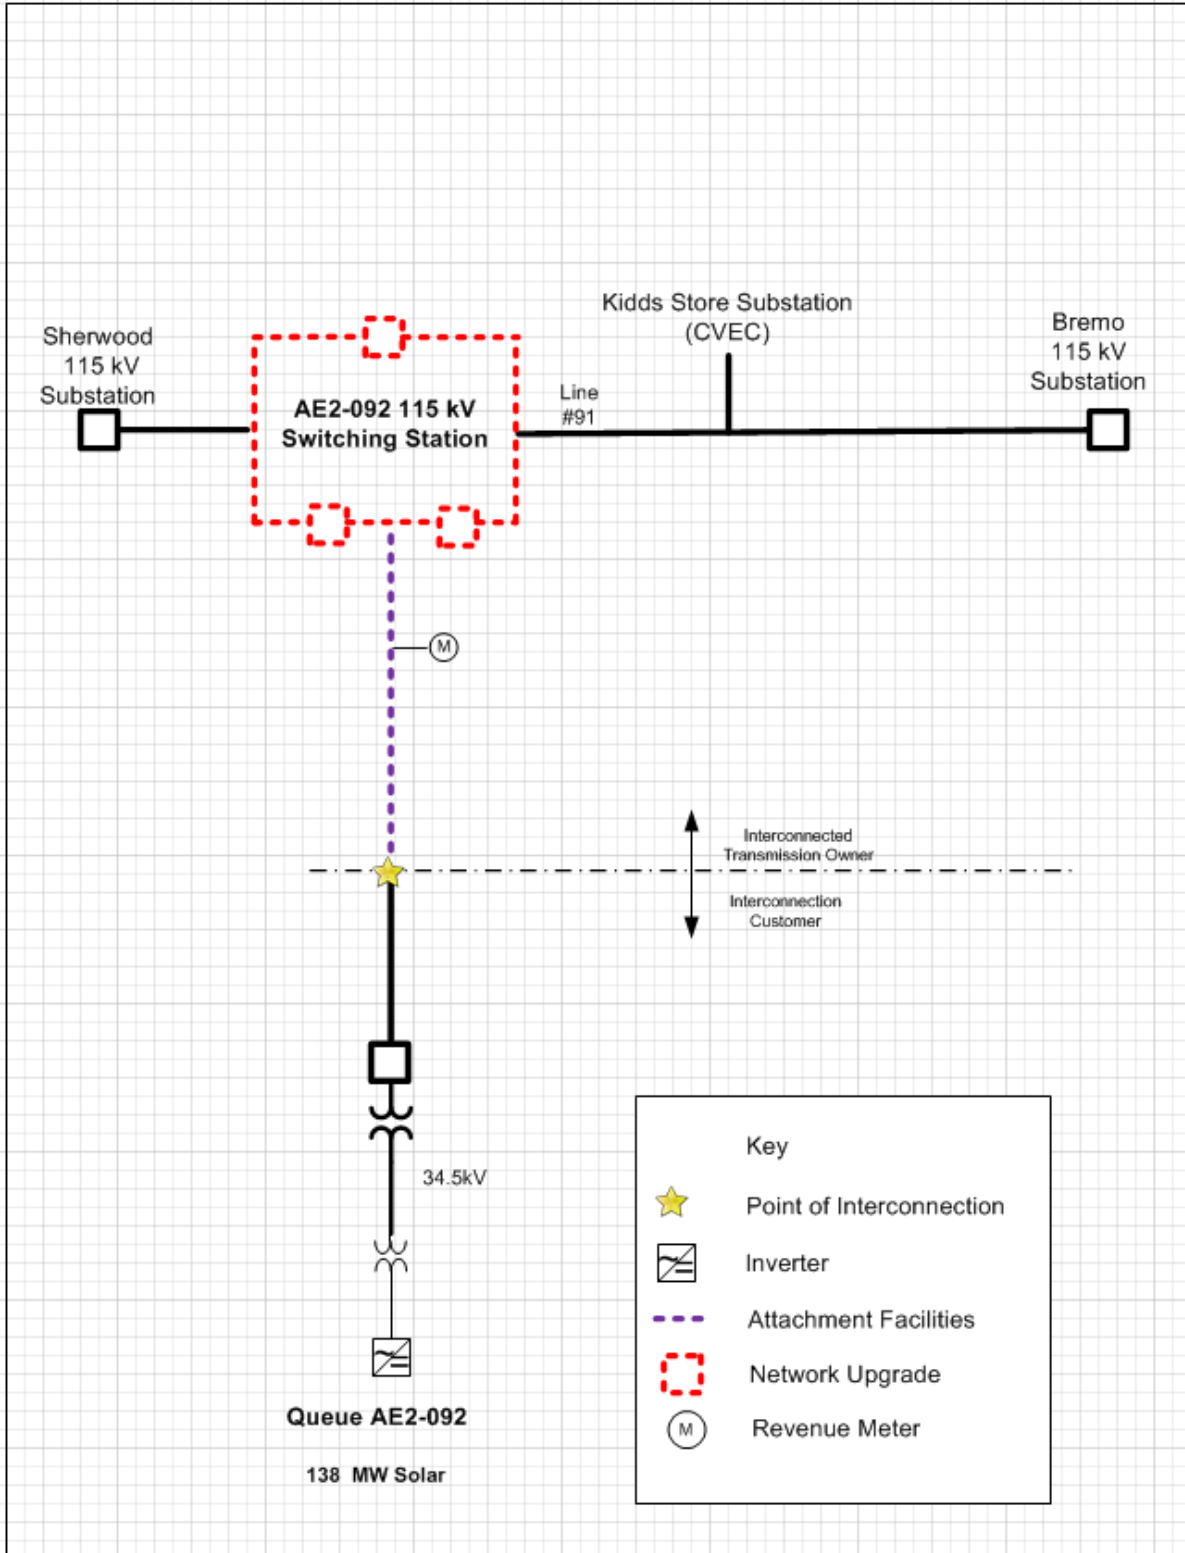 Kidds Store Substation
(CVEC)
Sherwood
115 kV
Substation
Bremo
115 kV
Substation
AE2-092 115 kV
Switching Station
Line
#91
M
Interconnected
Transmission Owner
Interconnection
Customer
34.5kV
Queue AE2-092
138 MW Solar
Key
Point of Interconnection
Inverter
Attachment Facilities
Network Upgrade
M
Revenue Meter